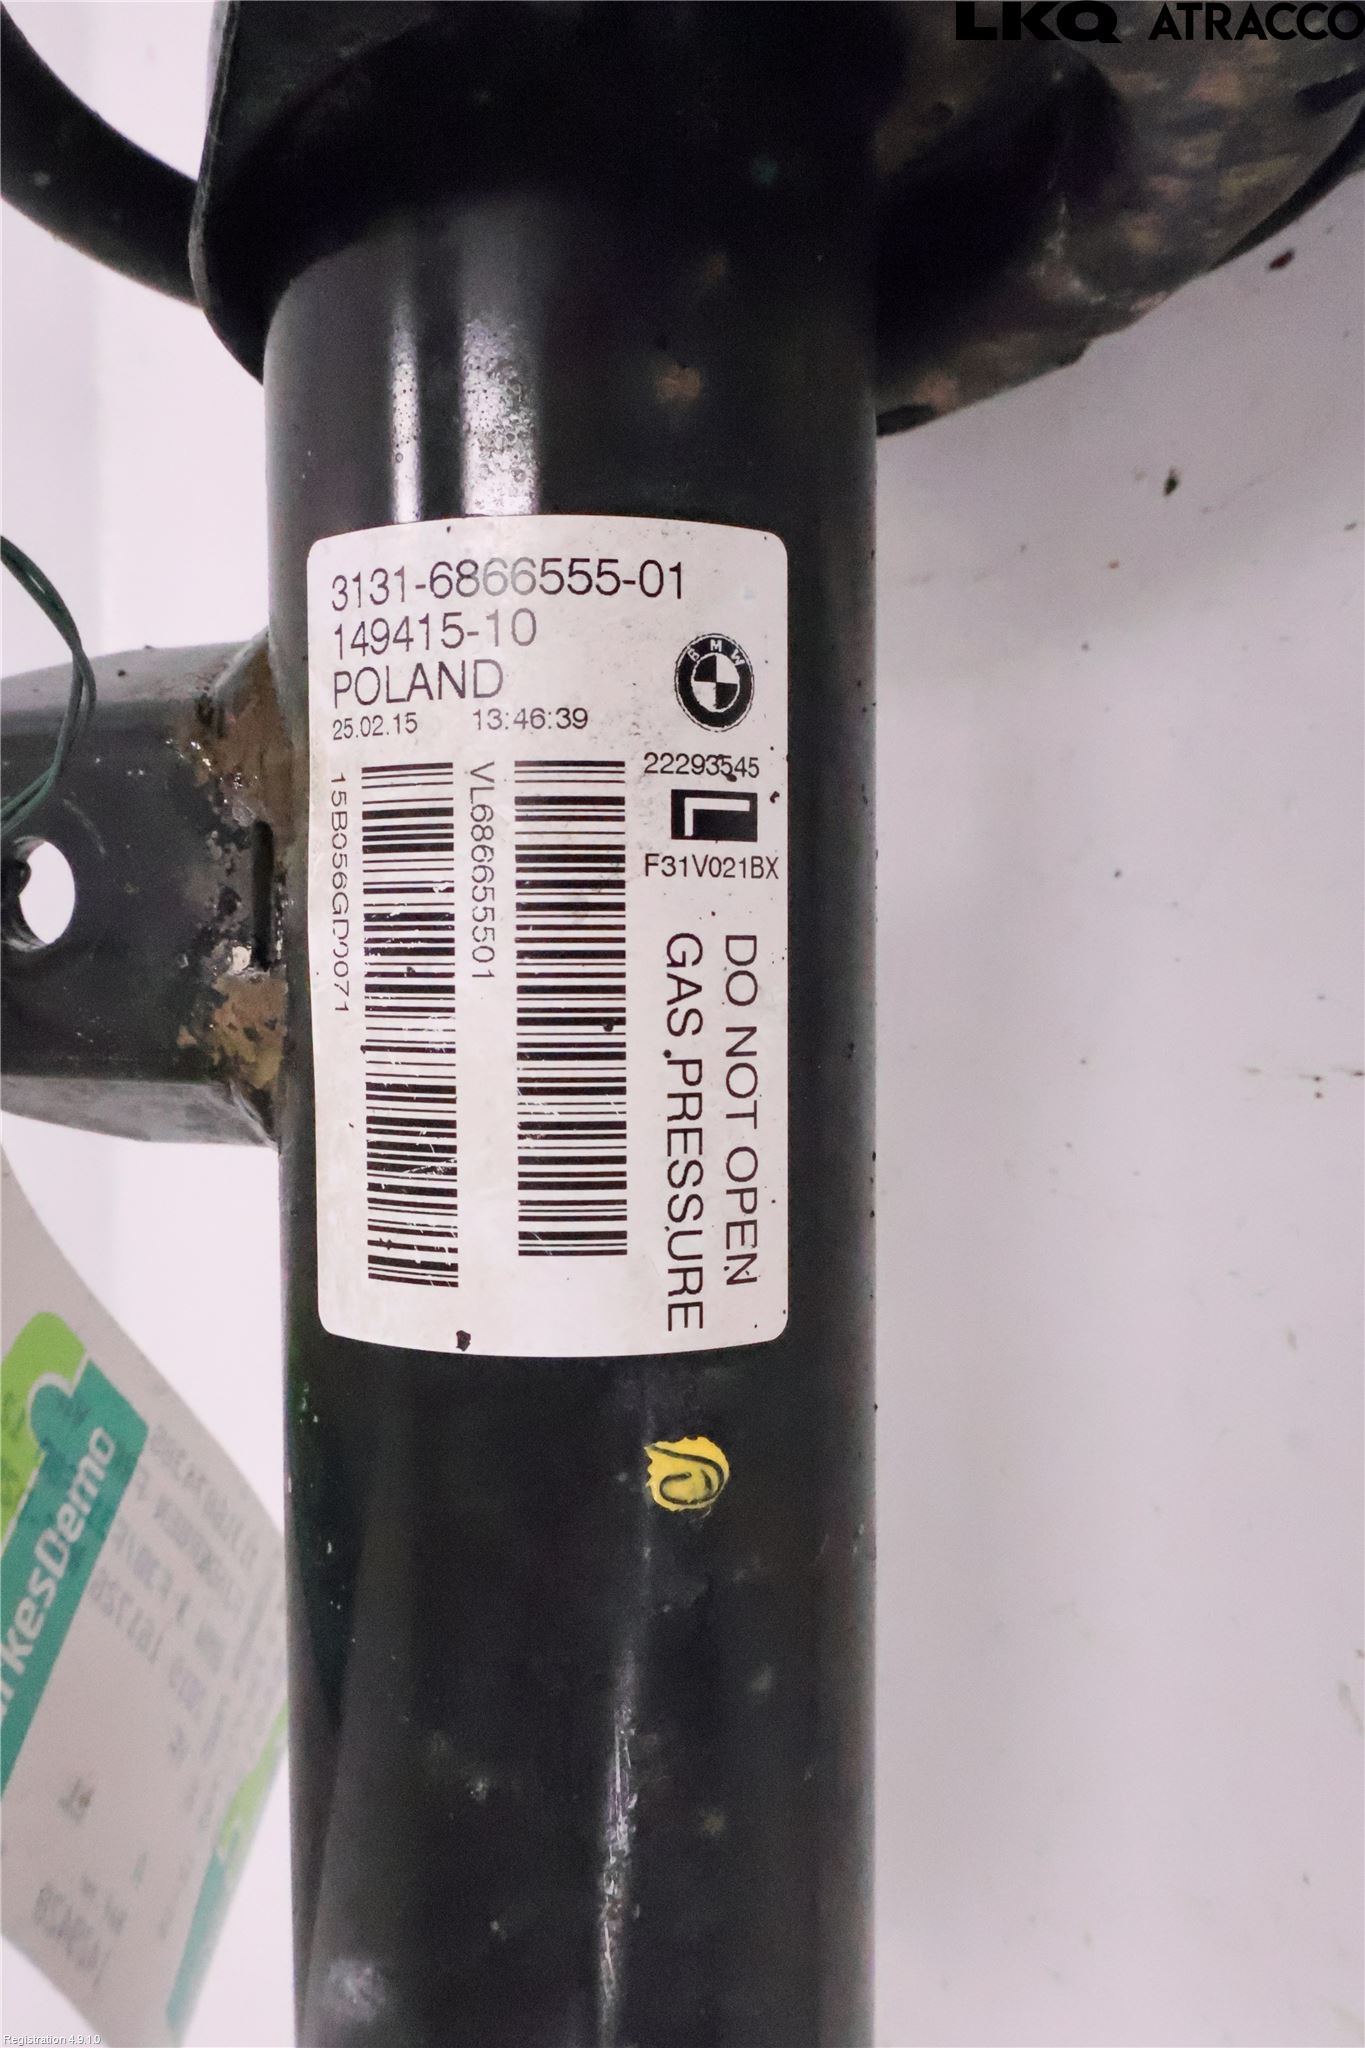 LKQ ATRACCO
3131-6866555-01
149415-10
POLAND
25.02.15 13:46:39
BMW
22293545
L
F31V021BX
15B056GD0071
VL686655501
DO NOT OPEN
GAS PRESSURE
kesDemo
Registration 4.9.1.0